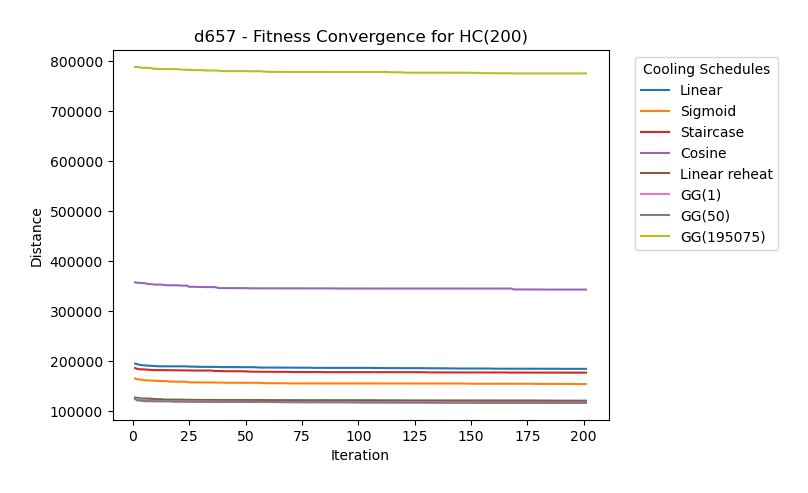 d657 - Fitness Convergence for HC(200)
Distance
800000
700000
600000
500000
400000
300000
200000
100000
0
25
50
75
100
125
150
175
200
Iteration
Cooling Schedules
Linear
Sigmoid
Staircase
Cosine
Linear reheat
GG(1)
GG(50)
GG(195075)